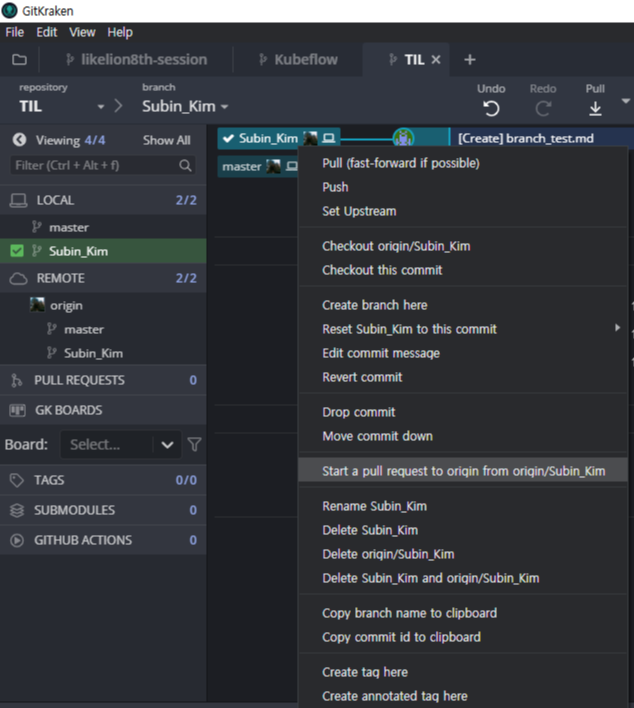 GitKraken
File Edit View Help
likelion8th-session Kubeflow TIL
repository branch
TIL Subin_Kim
Undo Redo Pull
Viewing 4/4 Show All
Filter (Ctrl + Alt + f)
LOCAL 2/2
master
Subin_Kim
REMOTE 2/2
origin
master
Subin_Kim
PULL REQUESTS 0
GK BOARDS
Board: Select...
TAGS 0/0
SUBMODULES 0
GITHUB ACTIONS 0
Subin_Kim [Create] branch_test.md
master
Pull (fast-forward if possible)
Push
Set Upstream
Checkout origin/Subin_Kim
Checkout this commit
Create branch here
Reset Subin_Kim to this commit
Edit commit message
Revert commit
Drop commit
Move commit down
Start a pull request to origin from origin/Subin_Kim
Rename Subin_Kim
Delete Subin_Kim
Delete origin/Subin_Kim
Delete Subin_Kim and origin/Subin_Kim
Copy branch name to clipboard
Copy commit id to clipboard
Create tag here
Create annotated tag here